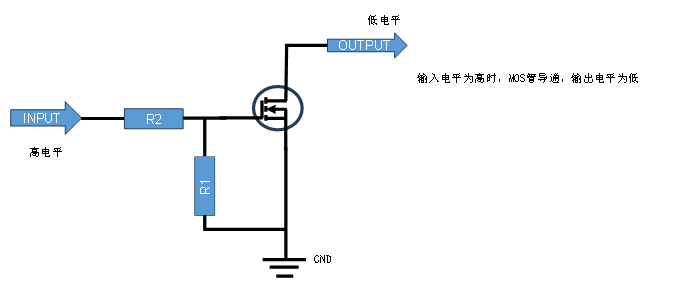 低电平
OUTPUT
输入电平为高时，MOS管导通，输出电平为低
INPUT
R2
高电平
R1
GND